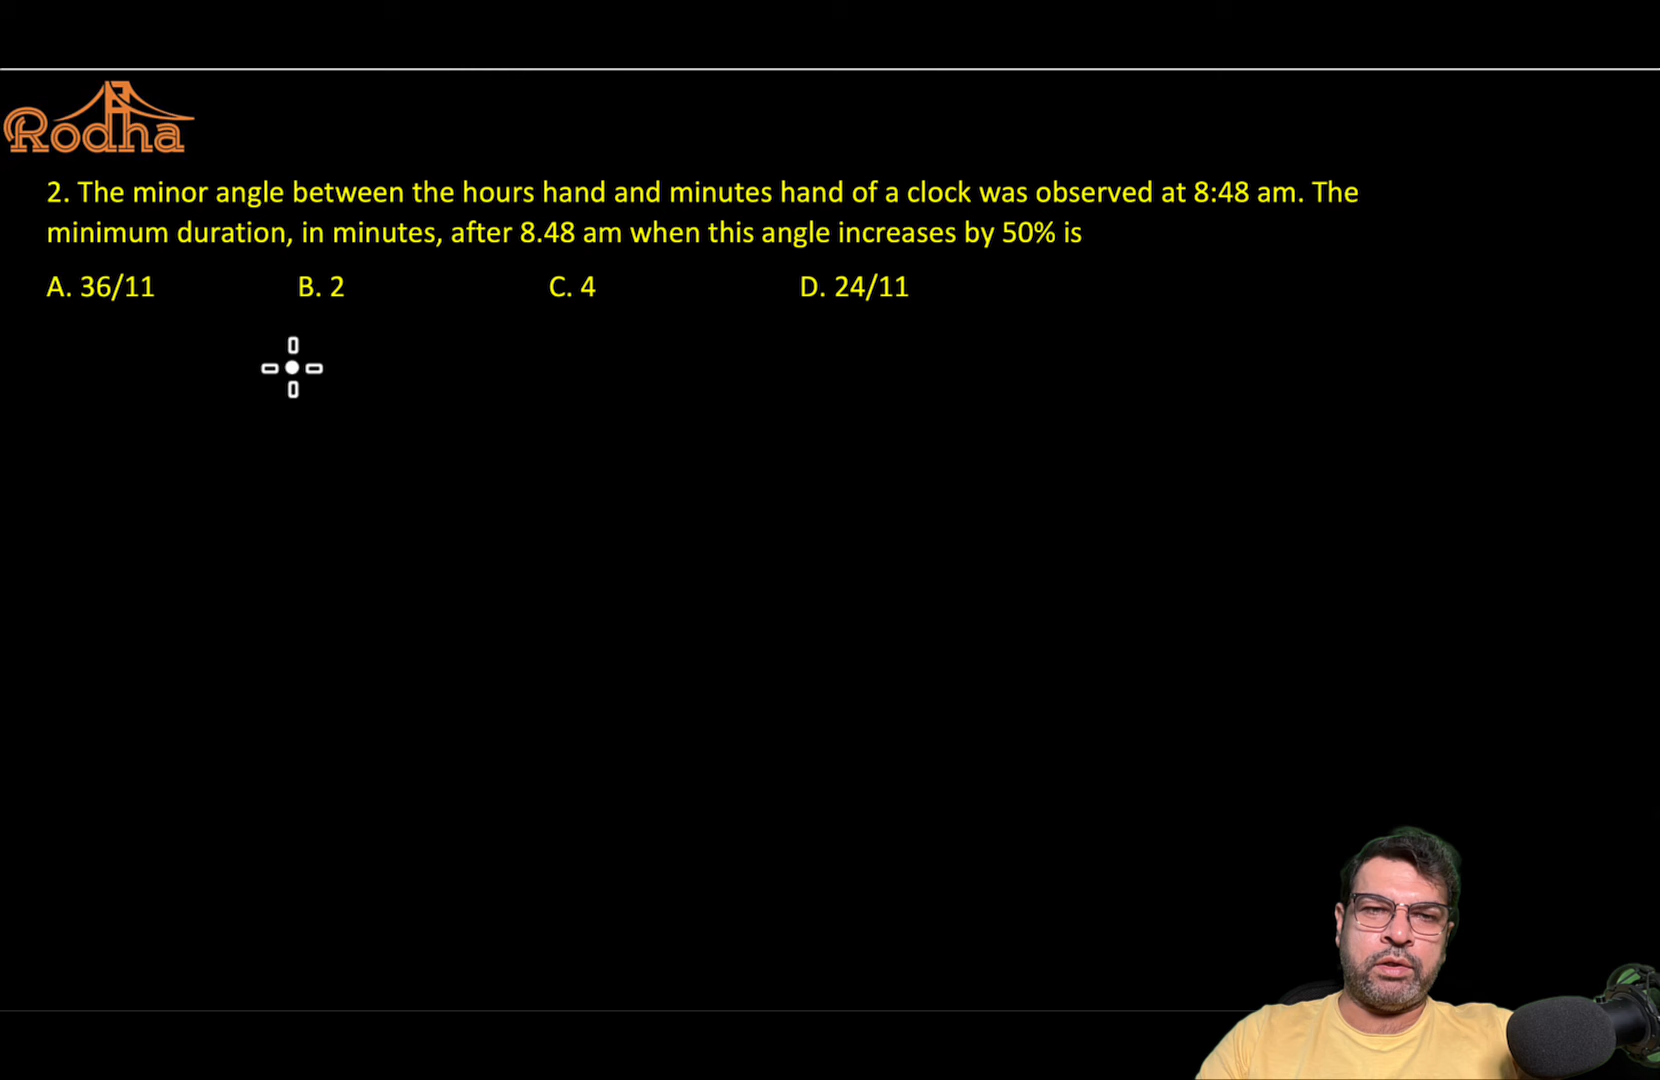 Rodha
2. The minor angle between the hours hand and minutes hand of a clock was observed at 8:48 am. The
minimum duration, in minutes, after 8.48 am when this angle increases by 50% is
A. 36/11 B. 2 C. 4 D. 24/11